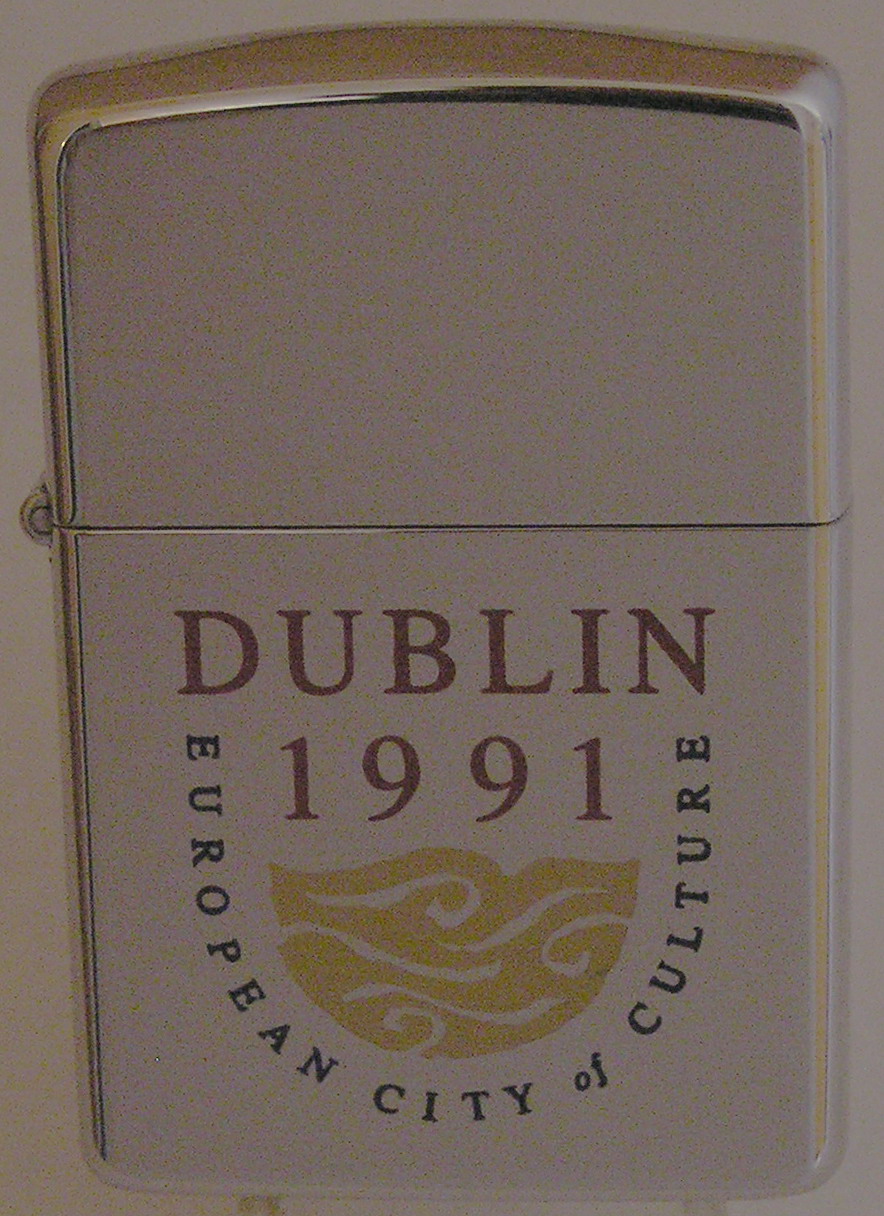 DUBLIN
1991
EUROPEAN CITY of CULTURE